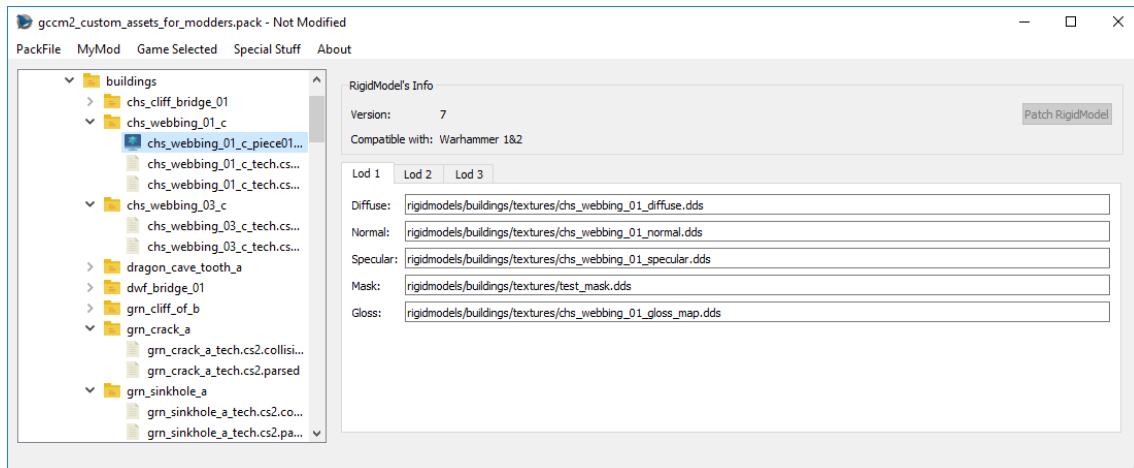 gccm2_custom_assets_for_modders.pack - Not Modified
PackFile MyMod Game Selected Special Stuff About
buildings
chs_cliff_bridge_01
chs_webbing_01_c
chs_webbing_01_c_piece01...
chs_webbing_01_c_tech.cs...
chs_webbing_01_c_tech.cs...
chs_webbing_03_c
chs_webbing_03_c_tech.cs...
chs_webbing_03_c_tech.cs...
dragon_cave_tooth_a
dwf_bridge_01
grn_cliff_of_b
grn_crack_a
grn_crack_a_tech.cs2.collisi...
grn_crack_a_tech.cs2.parsed
grn_sinkhole_a
grn_sinkhole_a_tech.cs2.co...
grn_sinkhole_a_tech.cs2.pa...
RigidModel's Info
Version: 7
Patch RigidModel
Compatible with: Warhammer 1&2
Lod 1 Lod 2 Lod 3
Diffuse: rigidmodels/buildings/textures/chs_webbing_01_diffuse.dds
Normal: rigidmodels/buildings/textures/chs_webbing_01_normal.dds
Specular: rigidmodels/buildings/textures/chs_webbing_01_specular.dds
Mask: rigidmodels/buildings/textures/test_mask.dds
Gloss: rigidmodels/buildings/textures/chs_webbing_01_gloss_map.dds